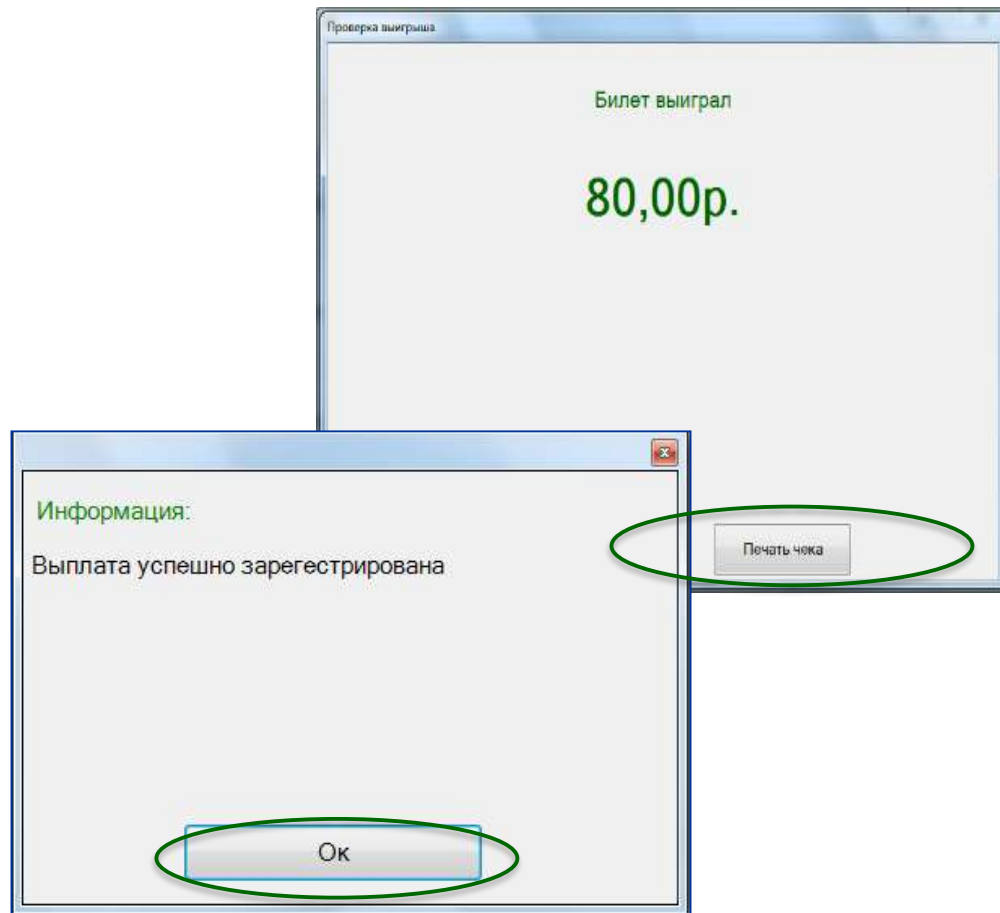 Проверка выигрыша
Билет выиграл
80,00р.
Печать чека
Информация:
Выплата успешно зарегестрирована
Ок